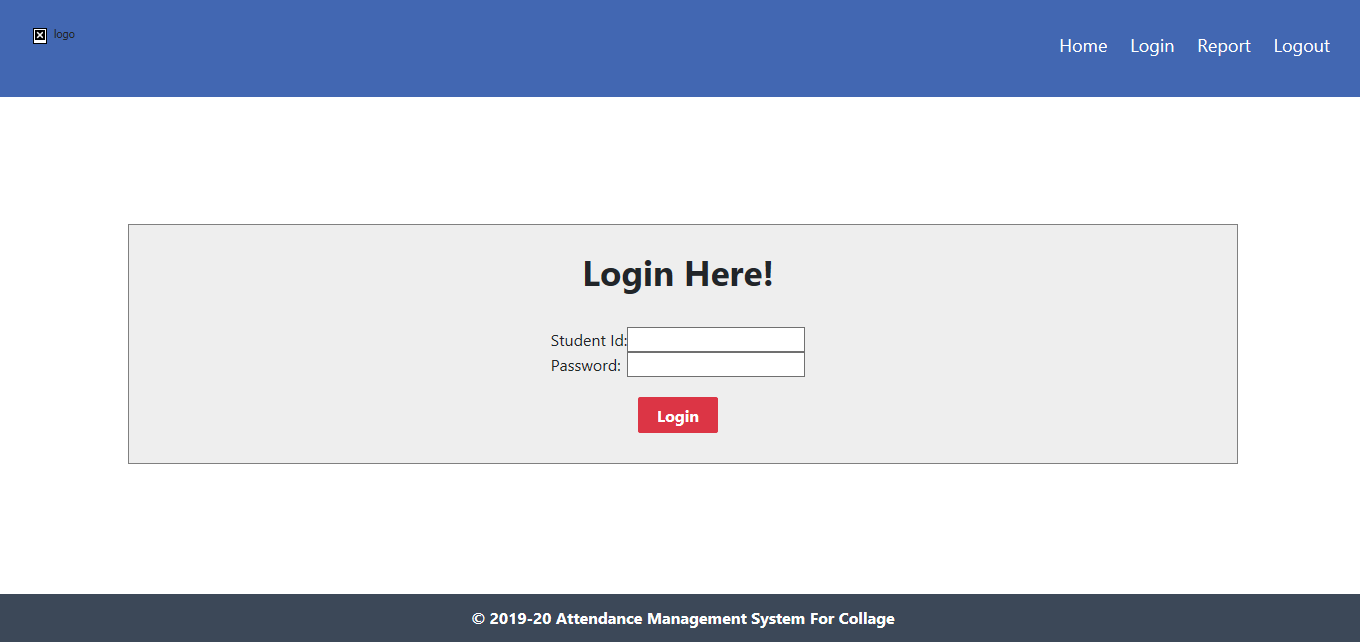 logo
Home Login Report Logout
Login Here!
Student Id:
Password:
Login
© 2019-20 Attendance Management System For Collage